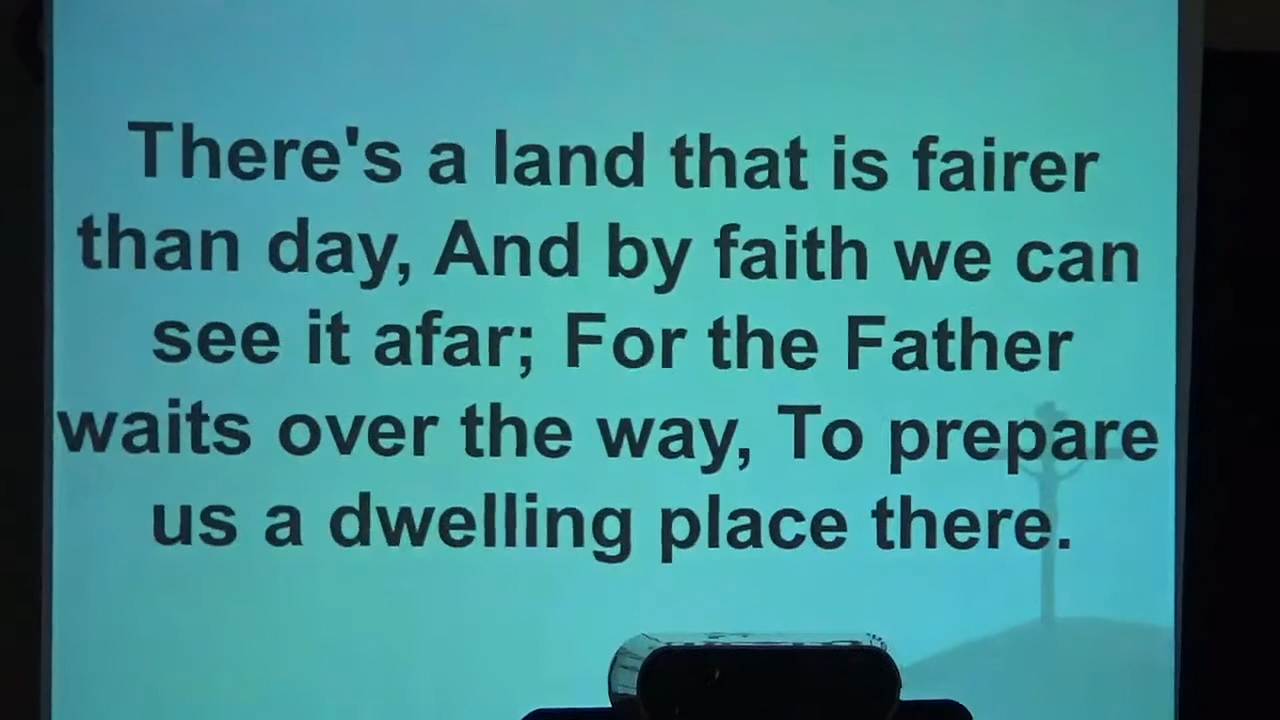 There's a land that is fairer
than day, And by faith we can
see it afar; For the Father
waits over the way, To prepare
us a dwelling place there.